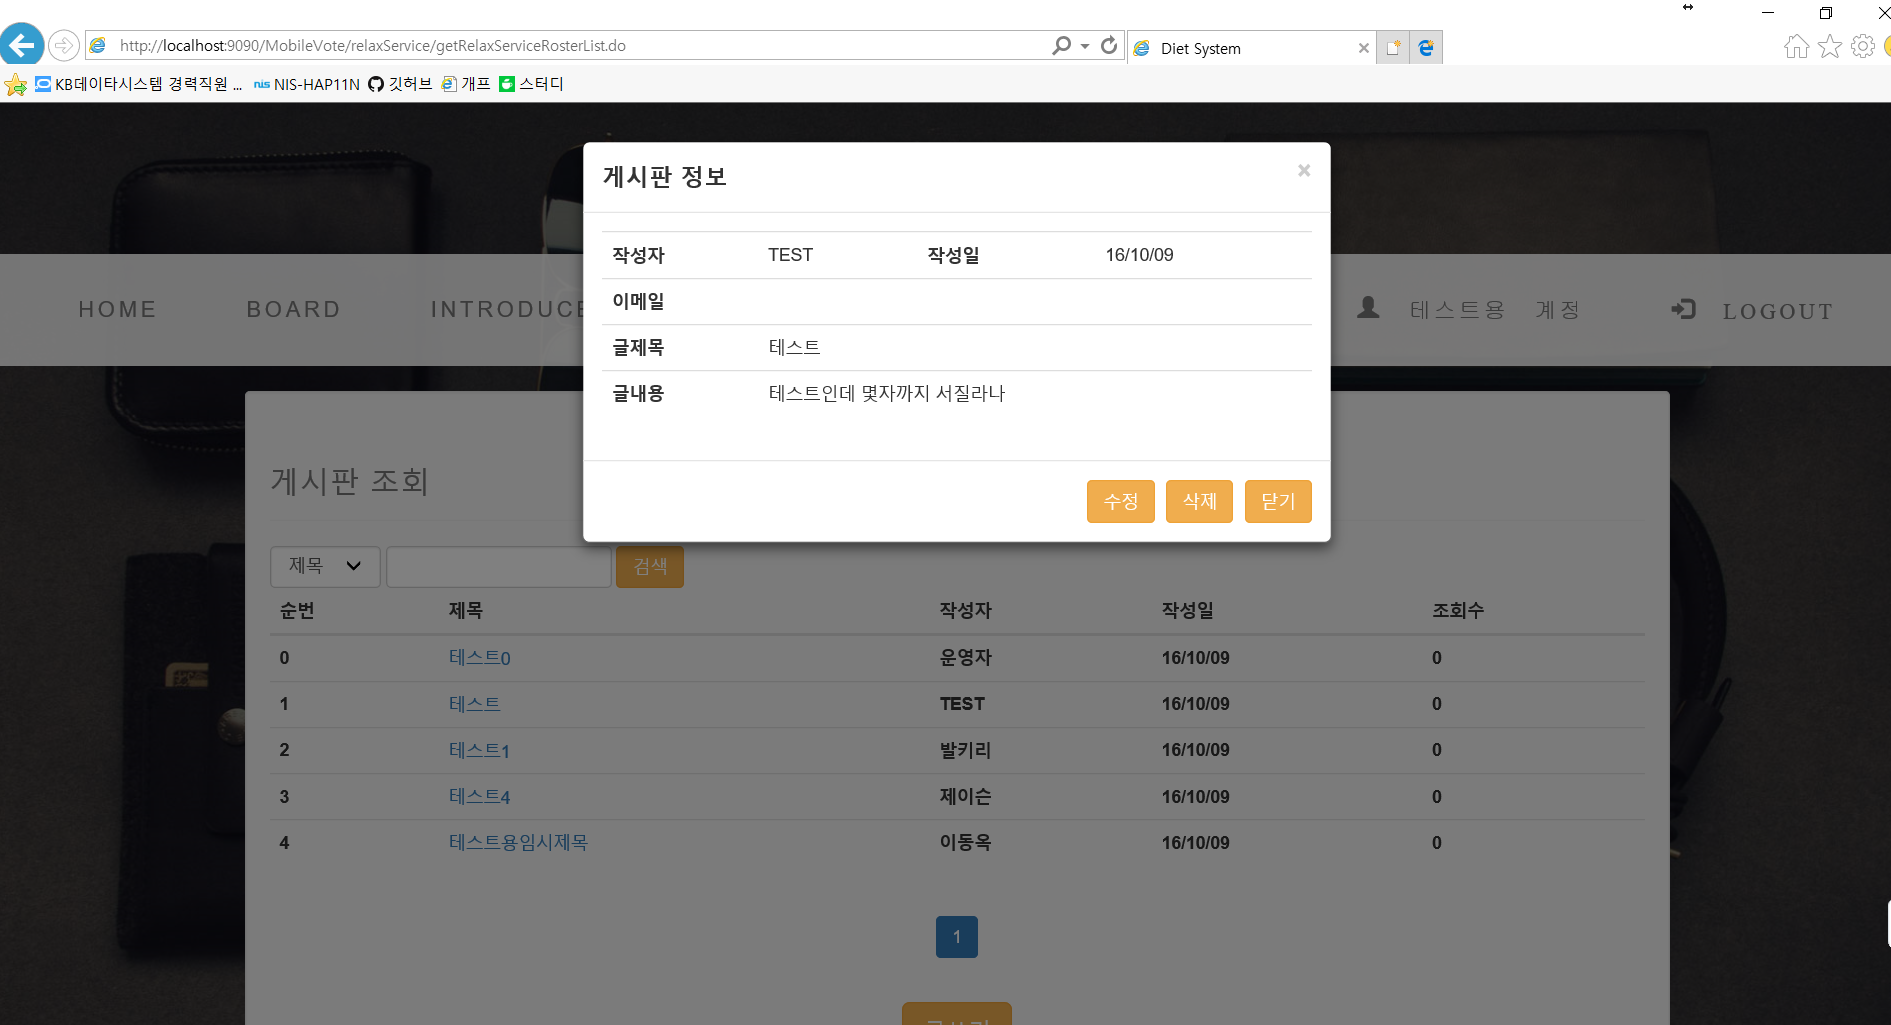 http://localhost:9090/MobileVote/relaxService/getRelaxServiceRosterList.do
Diet System
KB데이타시스템 경력직원 ... nis NIS-HAP11N 깃허브 개프 스터디
게시판 정보 ×
작성자 TEST 작성일 16/10/09
이메일
글제목 테스트
글내용 테스트인데 몇자까지 서질라나
수정 삭제 닫기
HOME BOARD INTRODUCE 테스트용 계정 LOGOUT
게시판 조회
제목 검색
순번 제목 작성자 작성일 조회수
0 테스트0 운영자 16/10/09 0
1 테스트 TEST 16/10/09 0
2 테스트1 발키리 16/10/09 0
3 테스트4 제이슨 16/10/09 0
4 테스트용임시제목 이동옥 16/10/09 0
1